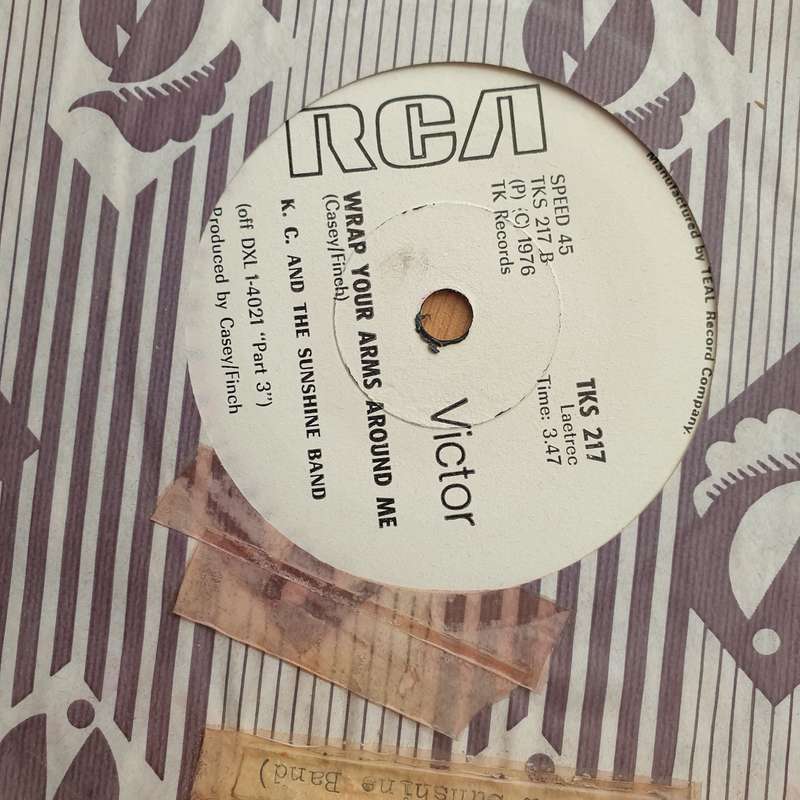 RCA
Victor
SPEED 45
TKS 217 B
(P) (C) 1976
TK Records
TKS 217
Laetrec
Time: 3.47
WRAP YOUR ARMS AROUND ME
(Casey/Finch)
K. C. AND THE SUNSHINE BAND
(off DXL 1-4021 "Part 3")
Produced by Casey/Finch
Manufactured by TEAL Record Company.
Sunshine Band)